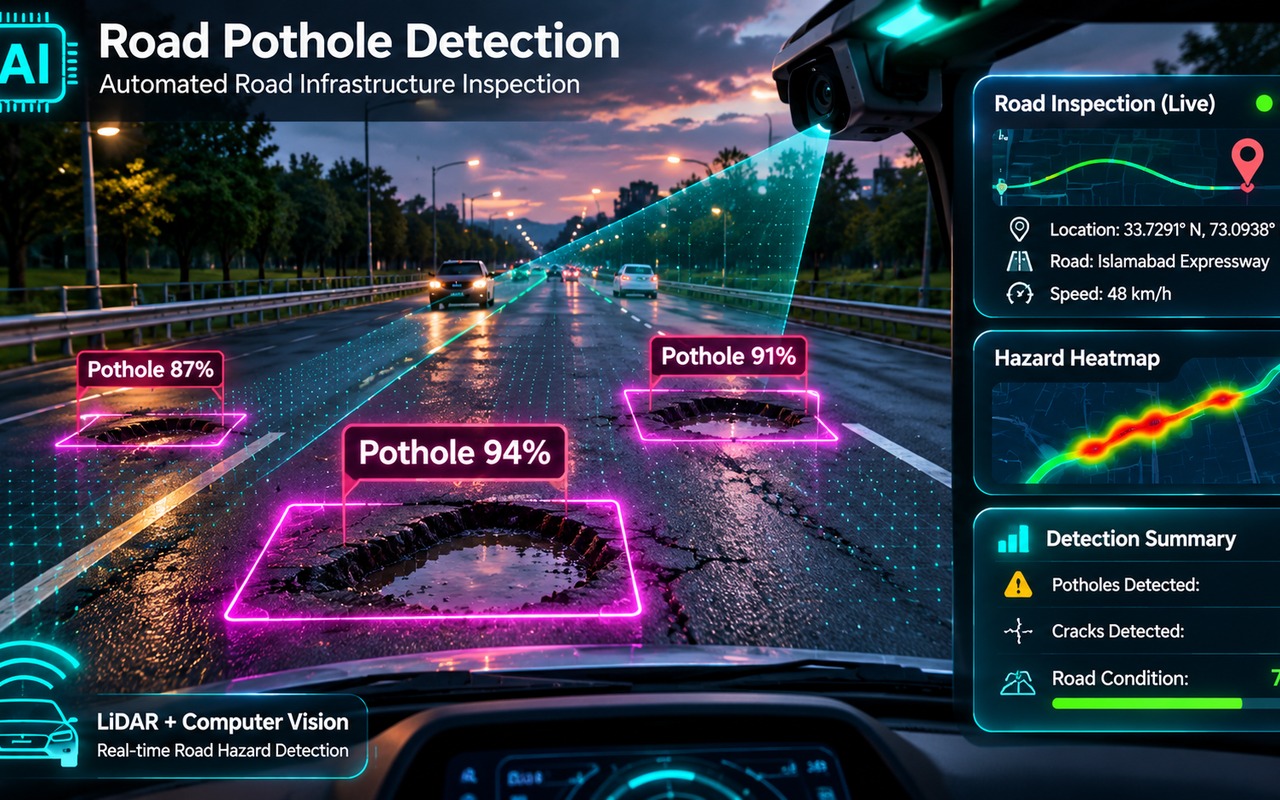 AI
Road Pothole Detection
Automated Road Infrastructure Inspection
Road Inspection (Live)
Location: 33.7291° N, 73.0938°
Road: Islamabad Expressway
Speed: 48 km/h
Pothole 87%
Pothole 91%
Pothole 94%
Hazard Heatmap
Detection Summary
Potholes Detected:
Cracks Detected:
Road Condition:
7
LiDAR + Computer Vision
Real-time Road Hazard Detection